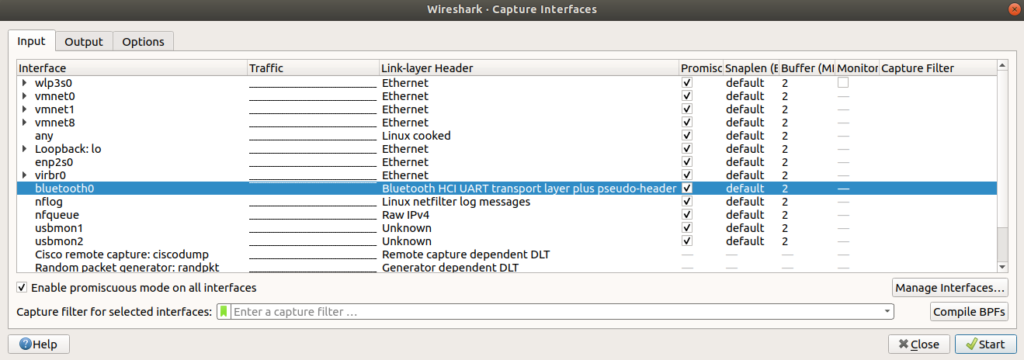 Wireshark · Capture Interfaces
Input Output Options
Interface Traffic Link-layer Header Promisc Snaplen (B Buffer (MI Monitor Capture Filter
wlp3s0 Ethernet default 2
vmnet0 Ethernet default 2 —
vmnet1 Ethernet default 2 —
vmnet8 Ethernet default 2 —
any Linux cooked default 2 —
Loopback: lo Ethernet default 2 —
enp2s0 Ethernet default 2 —
virbr0 Ethernet default 2 —
bluetooth0 Bluetooth HCI UART transport layer plus pseudo-header default 2 —
nflog Linux netfilter log messages default 2 —
nfqueue Raw IPv4 default 2 —
usbmon1 Unknown default 2 —
usbmon2 Unknown default 2 —
Cisco remote capture: ciscodump Remote capture dependent DLT — — — —
Random packet generator: randpkt Generator dependent DLT — — — —
Enable promiscuous mode on all interfaces
Manage Interfaces…
Capture filter for selected interfaces: Enter a capture filter …
Compile BPFs
Help Close Start